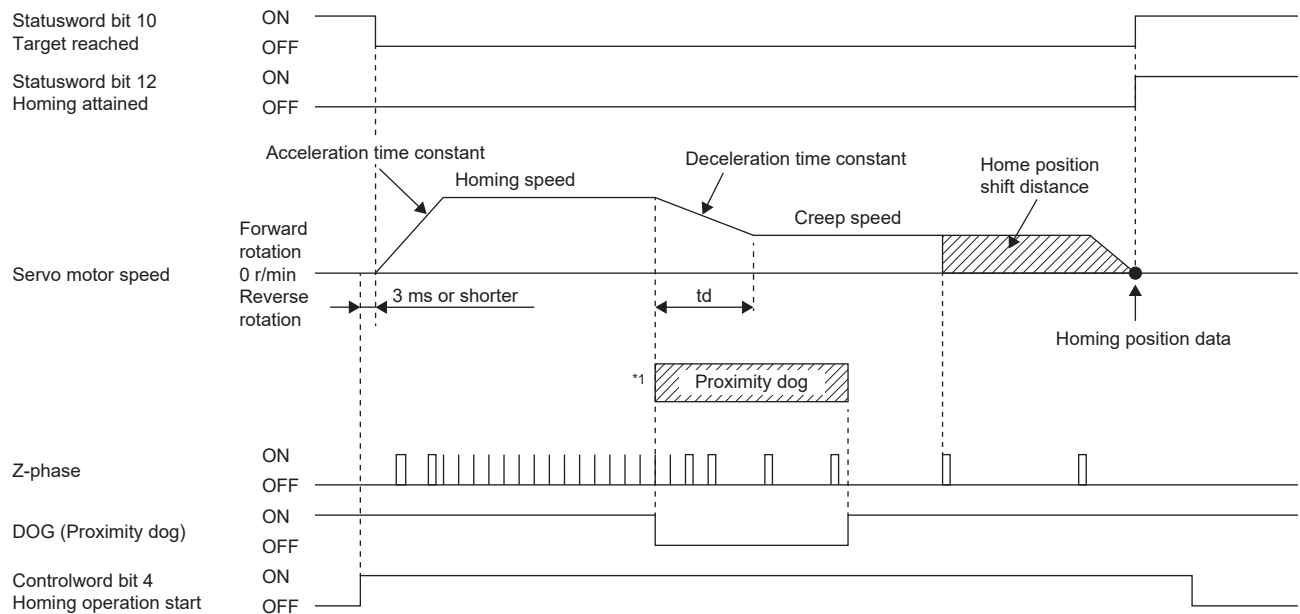 Statusword bit 10
Target reached
ON
OFF
Statusword bit 12
Homing attained
ON
OFF
Acceleration time constant
Homing speed
Deceleration time constant
Creep speed
Home position
shift distance
Servo motor speed
Forward
rotation
0 r/min
Reverse
rotation
3 ms or shorter
td
Homing position data
*1
Proximity dog
Z-phase
ON
OFF
DOG (Proximity dog)
ON
OFF
Controlword bit 4
Homing operation start
ON
OFF